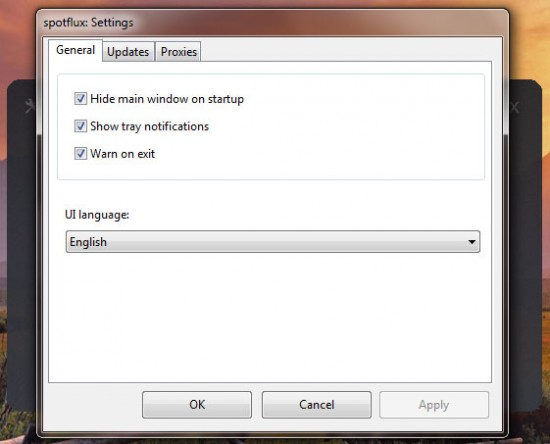 spotflux: Settings
General Updates Proxies
Hide main window on startup
Show tray notifications
Warn on exit
UI language:
English
OK Cancel Apply